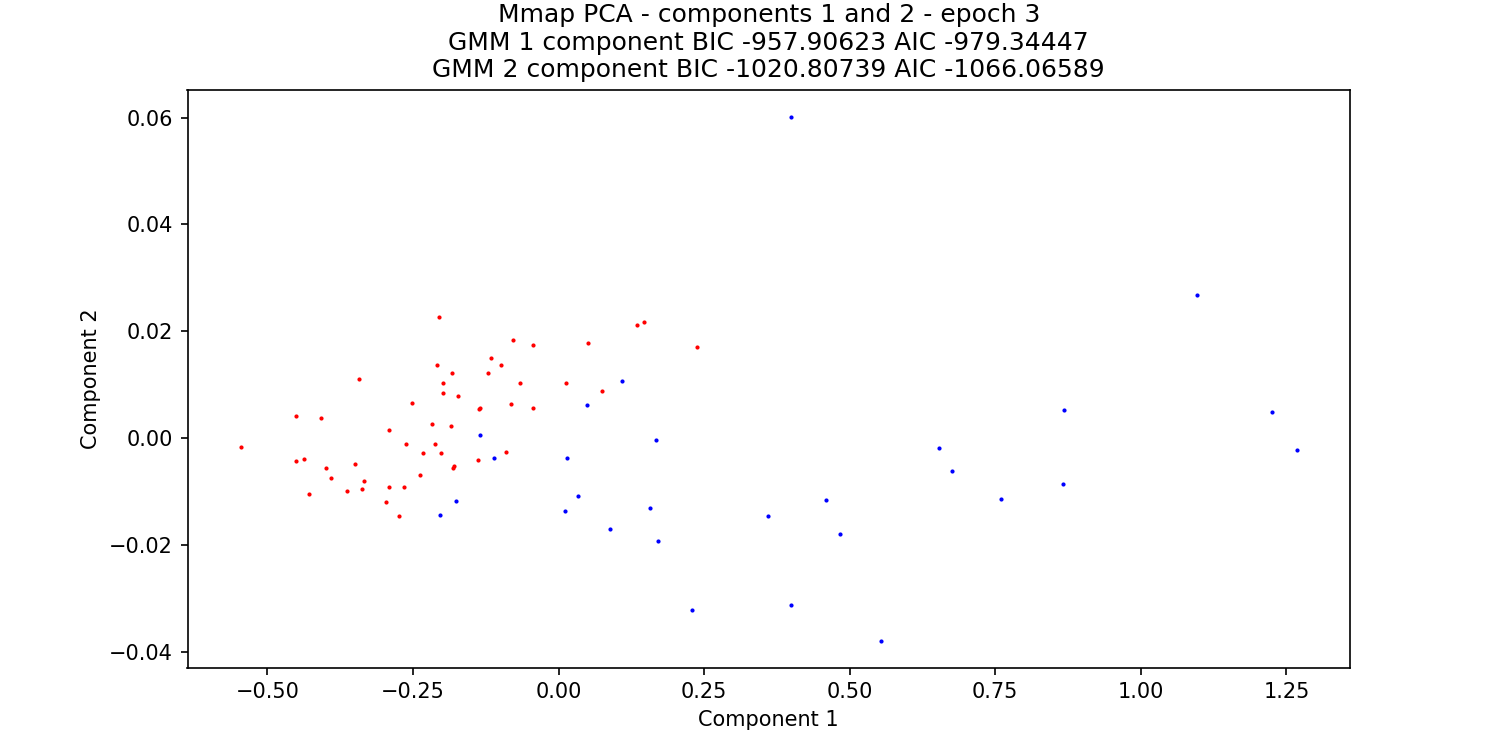 Mmap PCA - components 1 and 2 - epoch 3
GMM 1 component BIC -957.90623 AIC -979.34447
GMM 2 component BIC -1020.80739 AIC -1066.06589
0.06
0.04
0.02
0.00
−0.02
−0.04
Component 2
−0.50
−0.25
0.00
0.25
0.50
0.75
1.00
1.25
Component 1